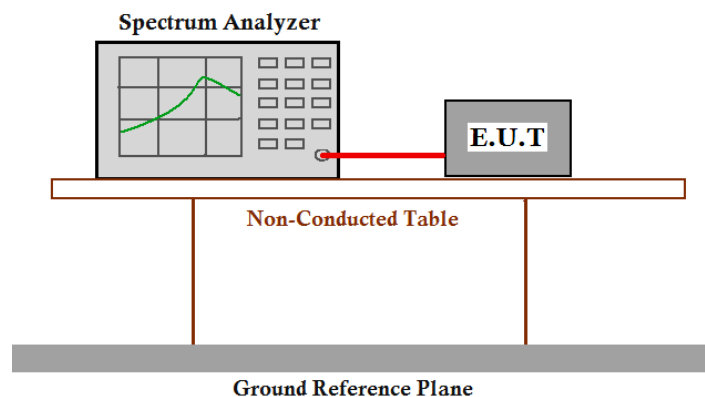 Spectrum Analyzer
E.U.T
Non-Conducted Table
Ground Reference Plane